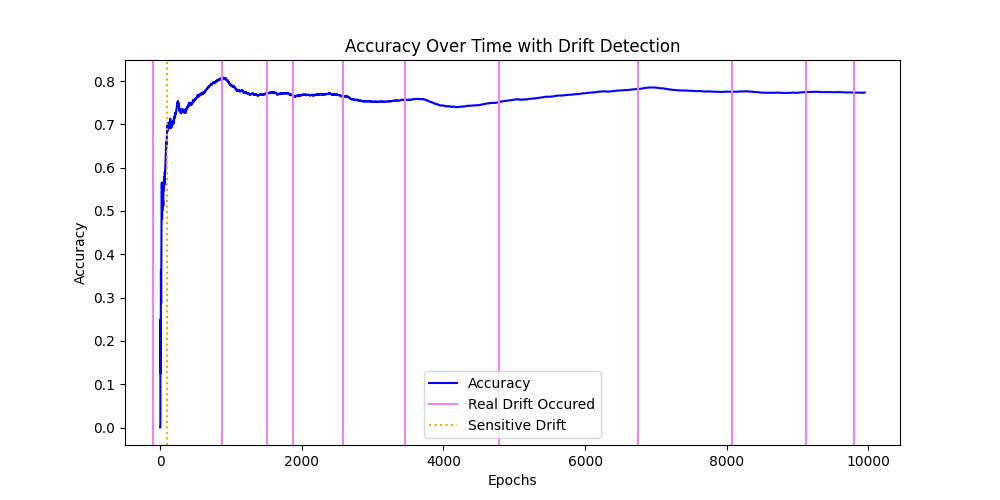 Accuracy Over Time with Drift Detection
Accuracy
0.8
0.7
0.6
0.5
0.4
0.3
0.2
0.1
0.0
Accuracy
Real Drift Occured
Sensitive Drift
0 2000 4000 6000 8000 10000
Epochs